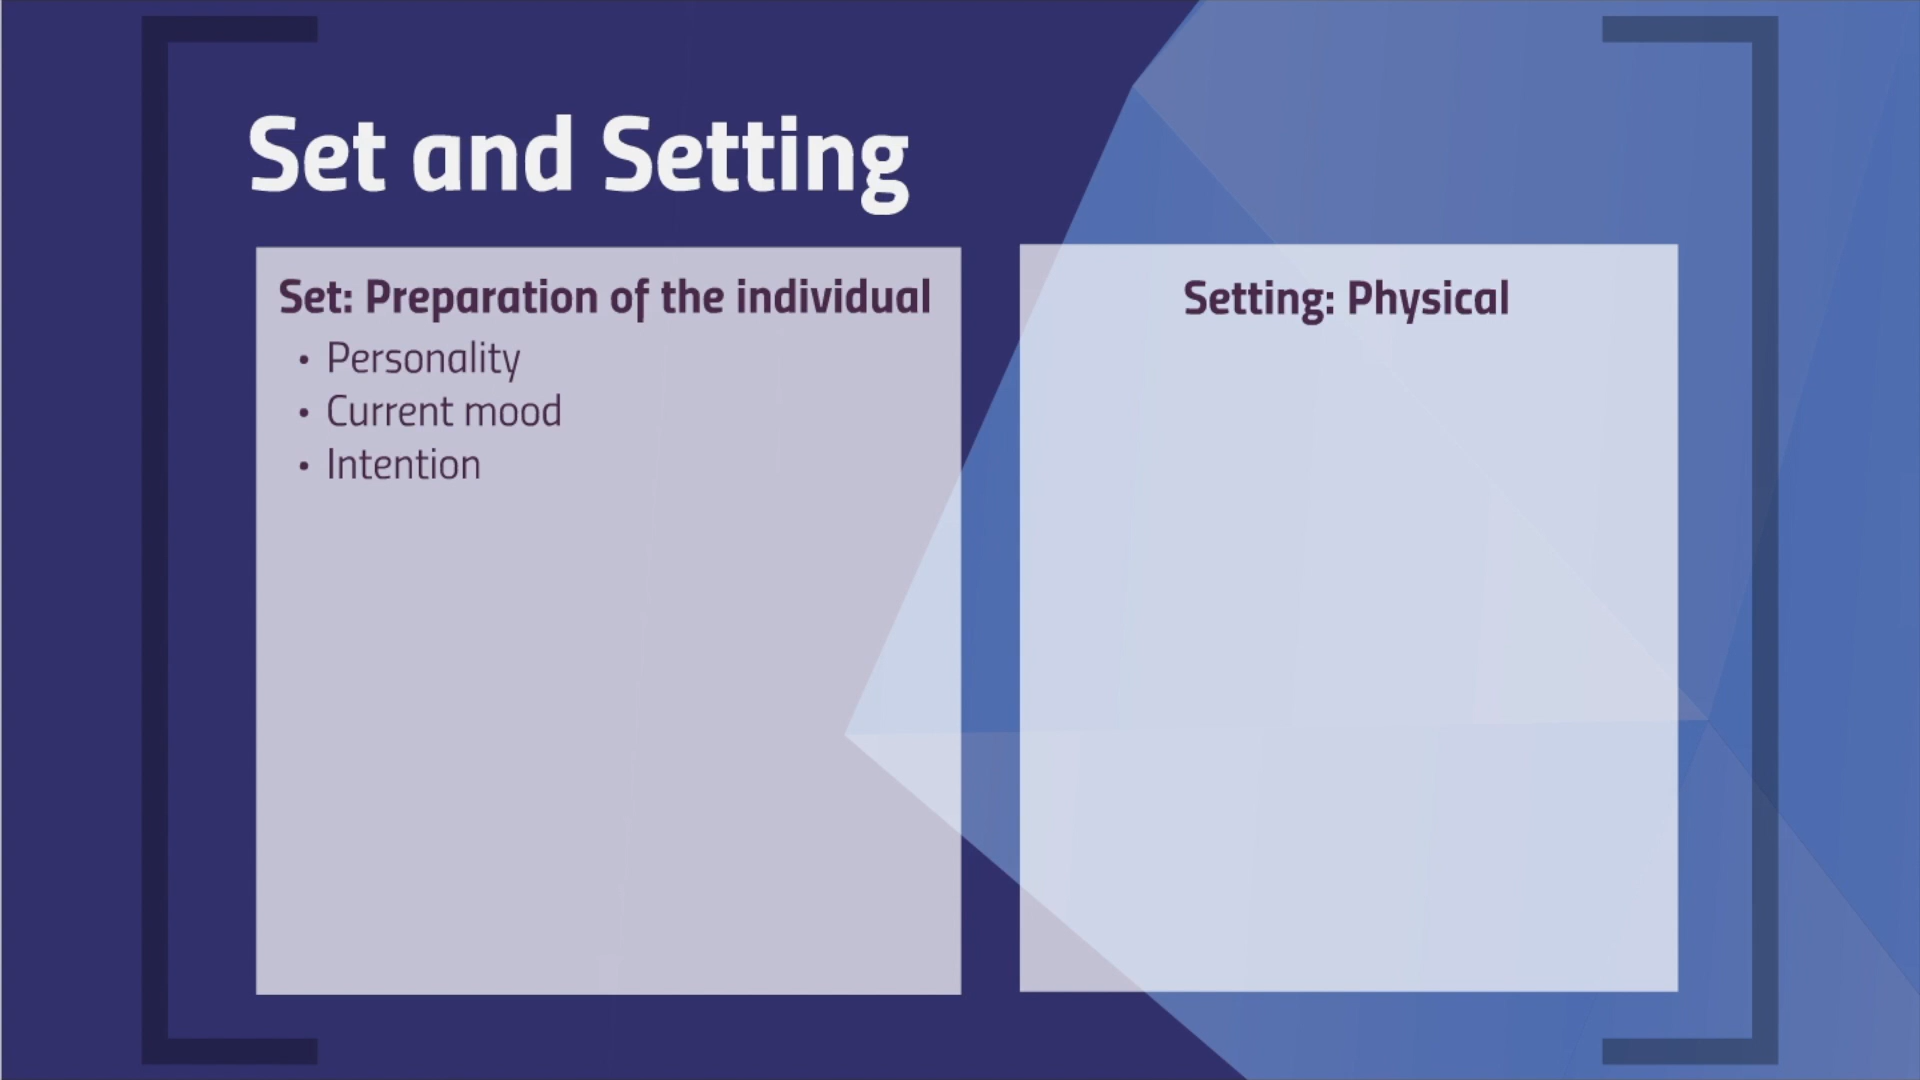 Set and Setting
Set: Preparation of the individual
• Personality
• Current mood
• Intention
Setting: Physical